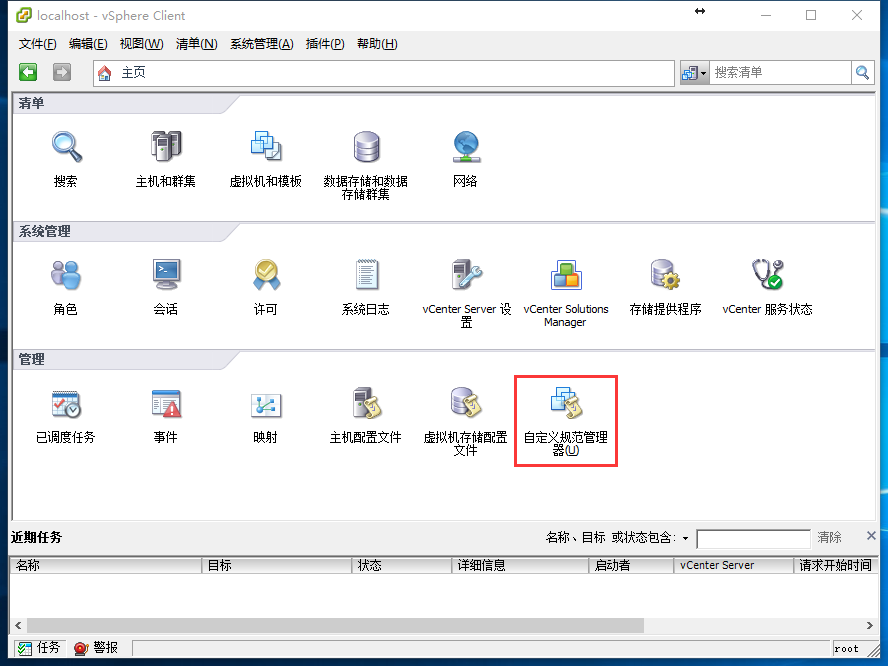 localhost - vSphere Client
文件(F) 编辑(E) 视图(W) 清单(N) 系统管理(A) 插件(P) 帮助(H)
主页 搜索清单
清单
搜索 主机和群集 虚拟机和模板 数据存储和数据 网络
存储群集
系统管理
角色 会话 许可 系统日志 vCenter Server 设 vCenter Solutions 存储提供程序 vCenter 服务状态
置 Manager
管理
已调度任务 事件 映射 主机配置文件 虚拟机存储配置 自定义规范管理
文件 器(U)
近期任务 名称、目标 或状态包含: 清除
名称 目标 状态 详细信息 启动者 vCenter Server 请求开始时间
任务 警报 root